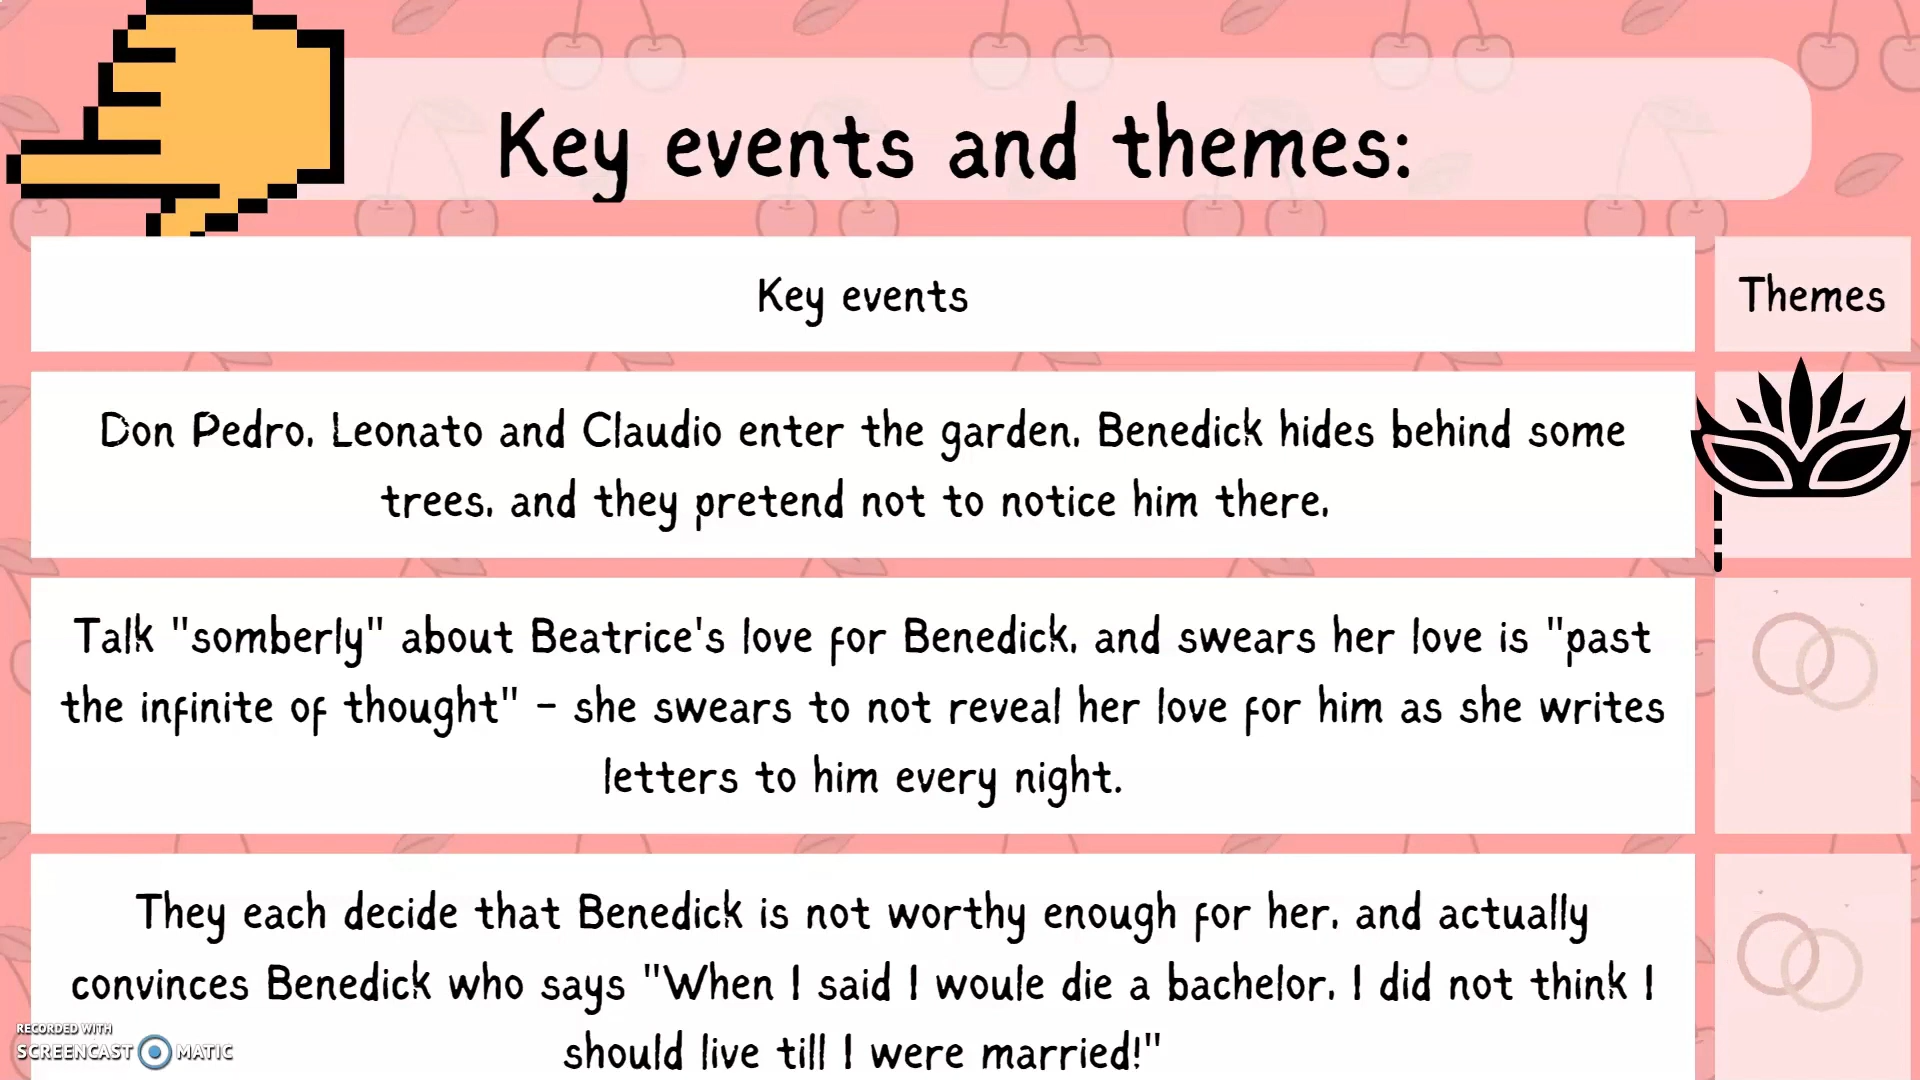 Key events and themes:
Key events
Themes
Don Pedro, Leonato and Claudio enter the garden, Benedick hides behind some
trees, and they pretend not to notice him there.
Talk "somberly" about Beatrice's love for Benedick, and swears her love is "past
the infinite of thought" - she swears to not reveal her love for him as she writes
letters to him every night.
They each decide that Benedick is not worthy enough for her, and actually
convinces Benedick who says "When I said I woule die a bachelor, I did not think I
should live till I were married!"
RECORDED WITH
SCREENCAST MATIC